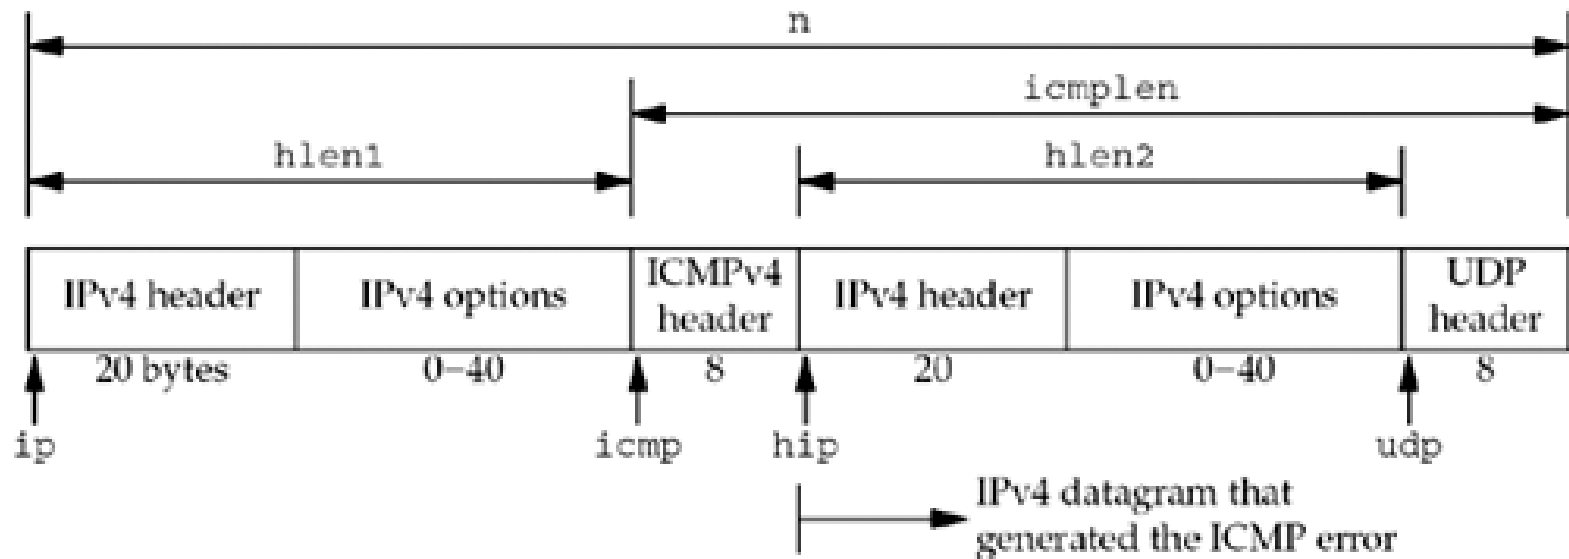 n
icmplen
hlen1
hlen2
IPv4 header
IPv4 options
ICMPv4
header
IPv4 header
IPv4 options
UDP
header
20 bytes
0–40
8
20
0–40
8
ip
icmp
hip
udp
IPv4 datagram that
generated the ICMP error